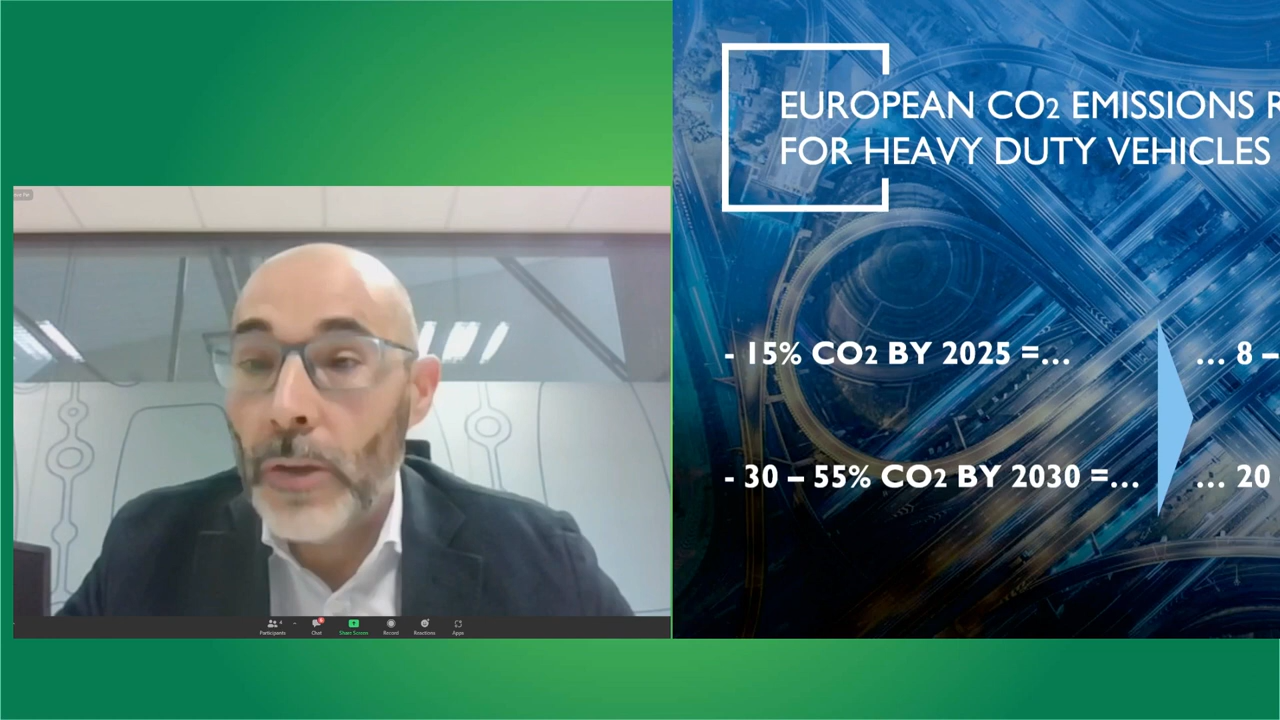 EUROPEAN CO2 EMISSIONS R
FOR HEAVY DUTY VEHICLES
- 15% CO2 BY 2025 =...
... 8 –
- 30 – 55% CO2 BY 2030 =...
... 20
Participants
4
Chat
Share Screen
Record
Reactions
Apps